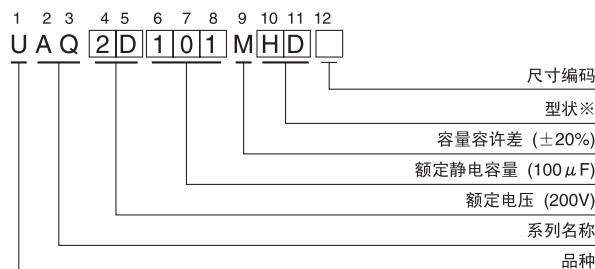 1 2 3 4 5 6 7 8 9 10 11 12
U A Q 2 D 1 0 1 M H D
尺寸编码
型状※
容量容许差 (±20%)
额定静电容量 (100μF)
额定电压 (200V)
系列名称
品种